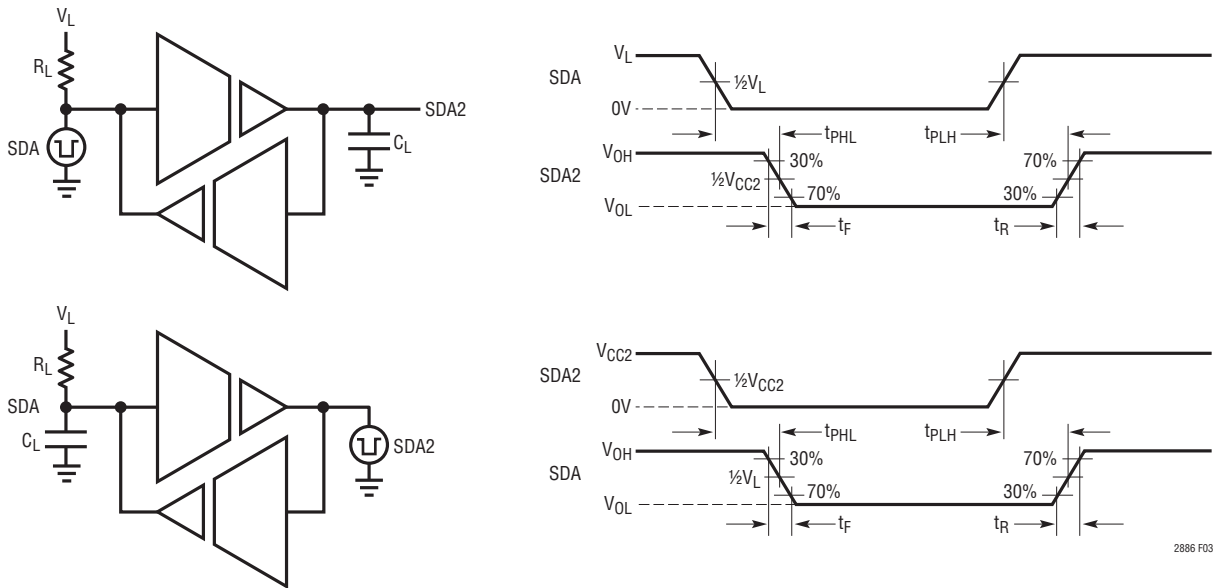 VL
RL
SDA
SDA2
CL
SDA
VL
½VL
0V
tPHL
tPLH
SDA2
VOH
30%
½VCC2
70%
VOL
70%
30%
tF
tR
VL
RL
SDA
CL
SDA2
SDA2
VCC2
½VCC2
0V
tPHL
tPLH
SDA
VOH
30%
½VL
70%
VOL
70%
30%
tF
tR
2886 F03